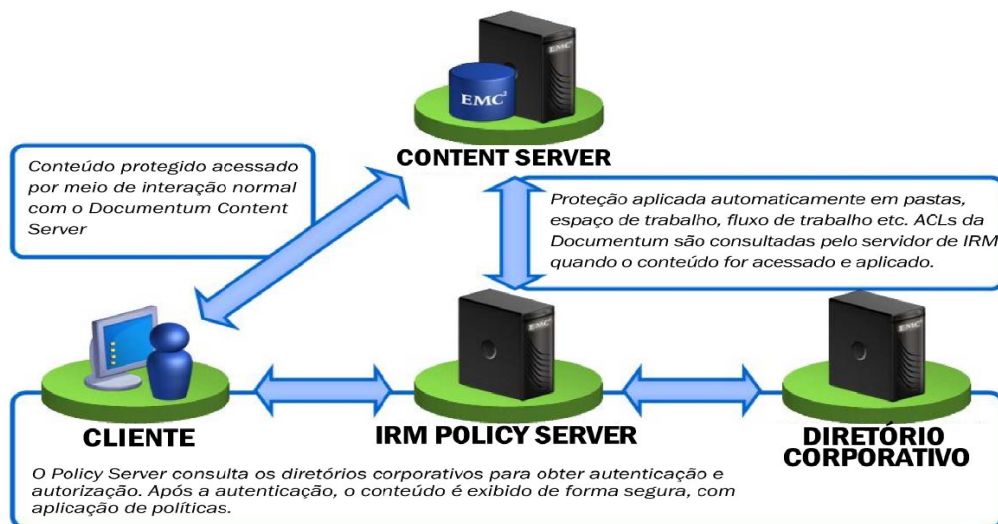 EMC²
EMC²
CONTENT SERVER
Conteúdo protegido acessado
por meio de interação normal
com o Documentum Content
Server
Proteção aplicada automaticamente em pastas,
espaço de trabalho, fluxo de trabalho etc. ACLs da
Documentum são consultadas pelo servidor de IRM
quando o conteúdo for acessado e aplicado.
EMC²
EMC²
CLIENTE
IRM POLICY SERVER
DIRETÓRIO
CORPORATIVO
O Policy Server consulta os diretórios corporativos para obter autenticação e
autorização. Após a autenticação, o conteúdo é exibido de forma segura, com
aplicação de políticas.